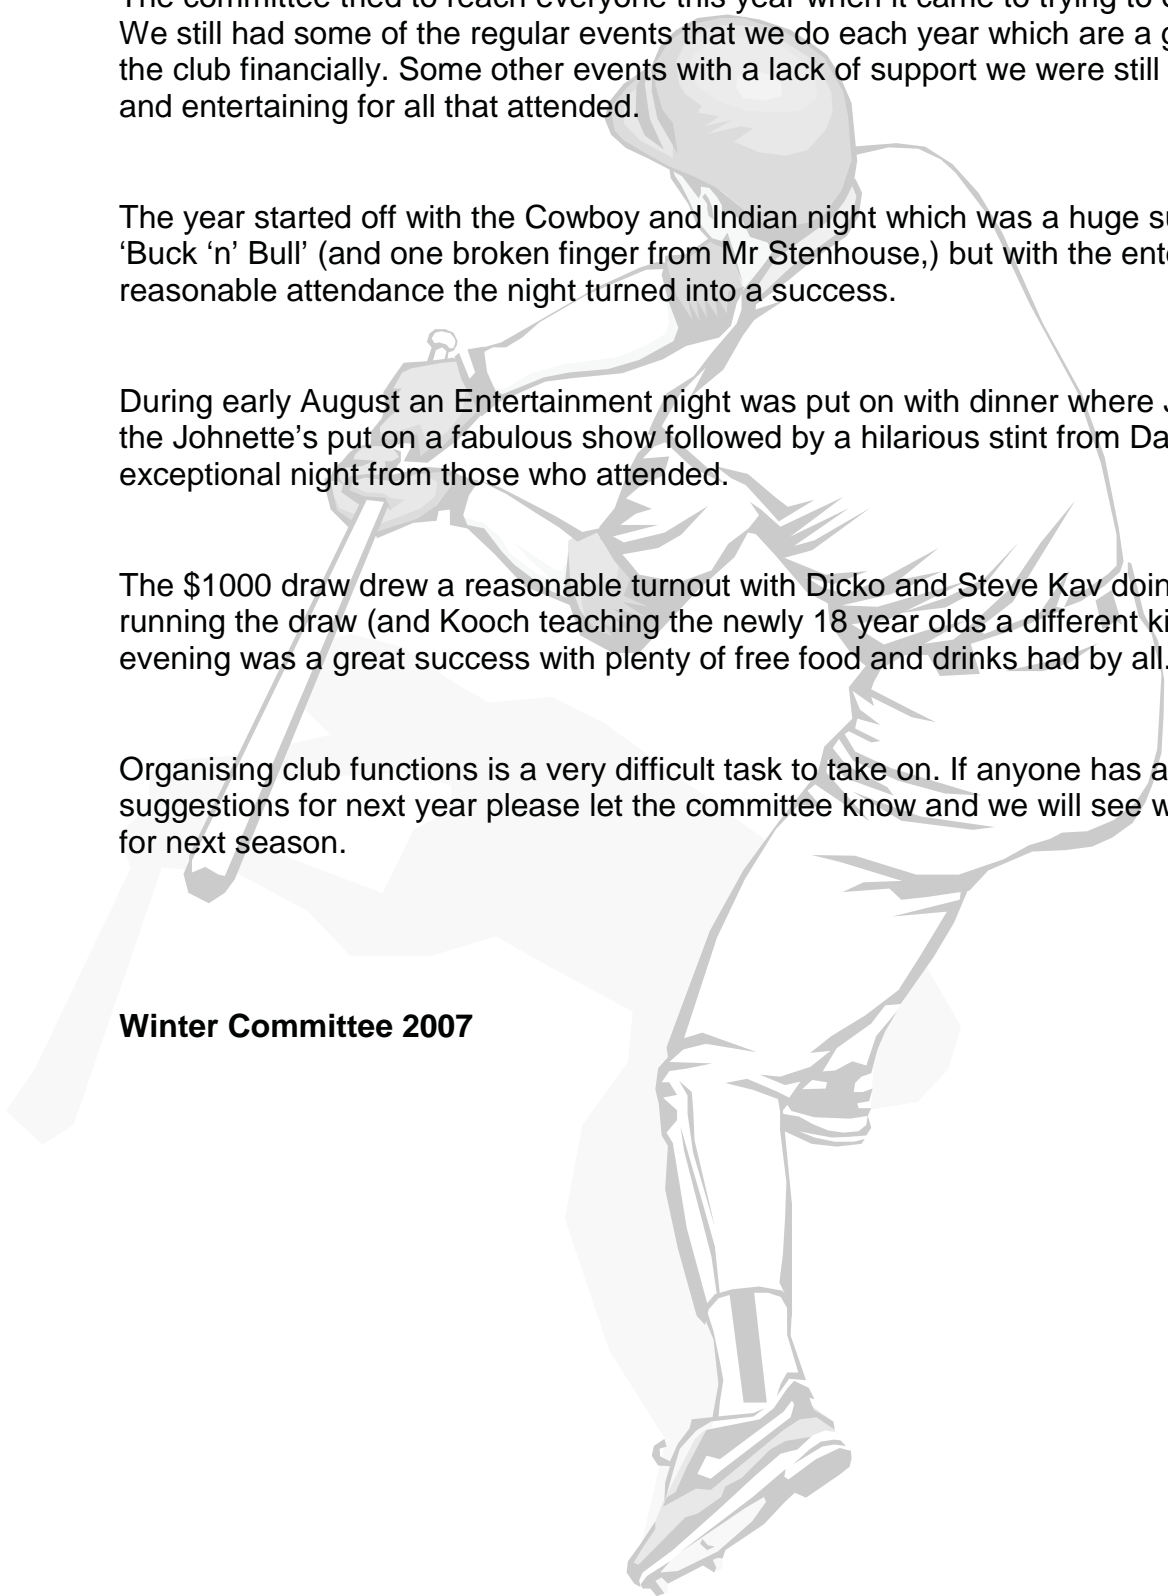 The committee tried to reach everyone this year when it came to trying to
We still had some of the regular events that we do each year which are a
the club financially. Some other events with a lack of support we were still
and entertaining for all that attended.
The year started off with the Cowboy and Indian night which was a huge
‘Buck ‘n’ Bull’ (and one broken finger from Mr Stenhouse,) but with the
reasonable attendance the night turned into a success.
During early August an Entertainment night was put on with dinner where
the Johnette’s put on a fabulous show followed by a hilarious stint from
exceptional night from those who attended.
The $1000 draw drew a reasonable turnout with Dicko and Steve Kay
running the draw (and Kooch teaching the newly 18 year olds a different
evening was a great success with plenty of free food and drinks had by all.
Organising club functions is a very difficult task to take on. If anyone has
suggestions for next year please let the committee know and we will see
for next season.
Winter Committee 2007